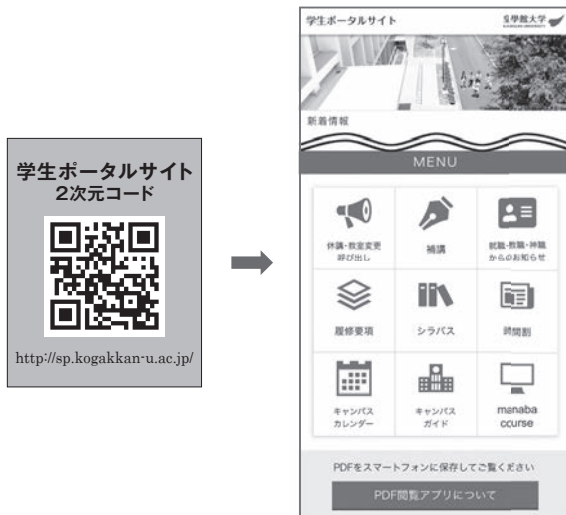 学生ポータルサイト
2次元コード
http://sp.kogakkan-u.ac.jp/
学生ポータルサイト
皇學館大学
新着情報
MENU
休講・教室変更
呼び出し
補講
就職・教職・神職
からのお知らせ
履修要項
シラバス
時間割
キャンパス
カレンダー
キャンパス
ガイド
manaba
course
PDFをスマートフォンに保存してご覧ください
PDF閲覧アプリについて